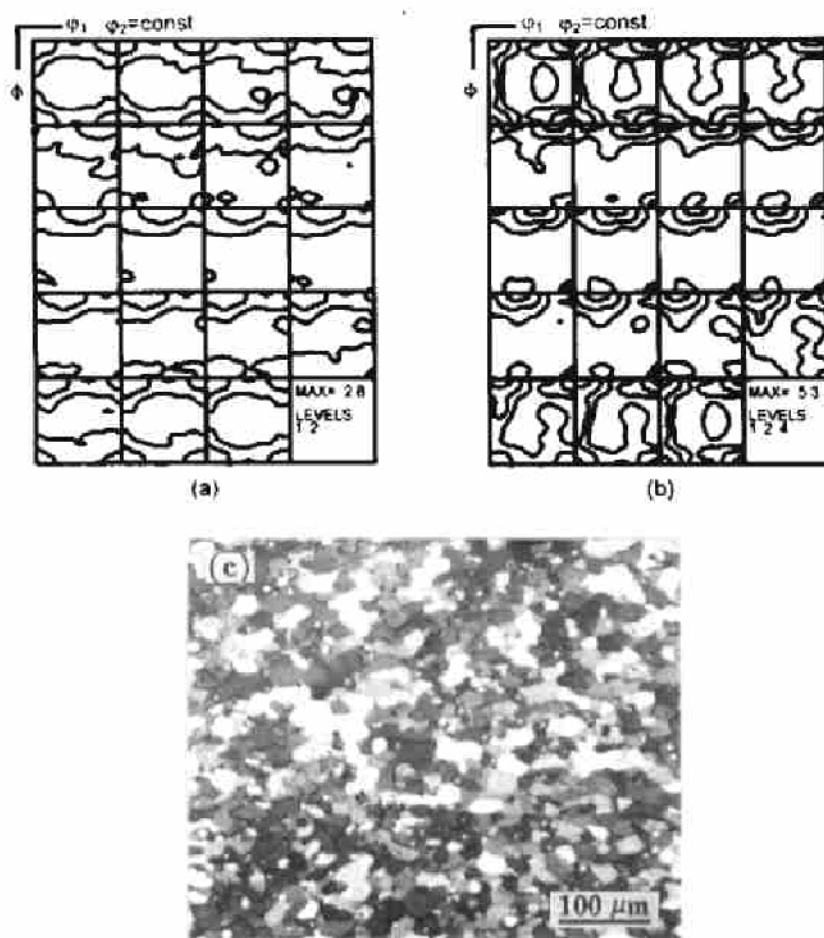 φ₁ φ₂=const
Φ
MAX= 2.8
LEVELS
1 2
(a)
φ₁ φ₂=const.
Φ
MAX= 5.3
LEVELS
1 2 4
(b)
(c)
100 μm